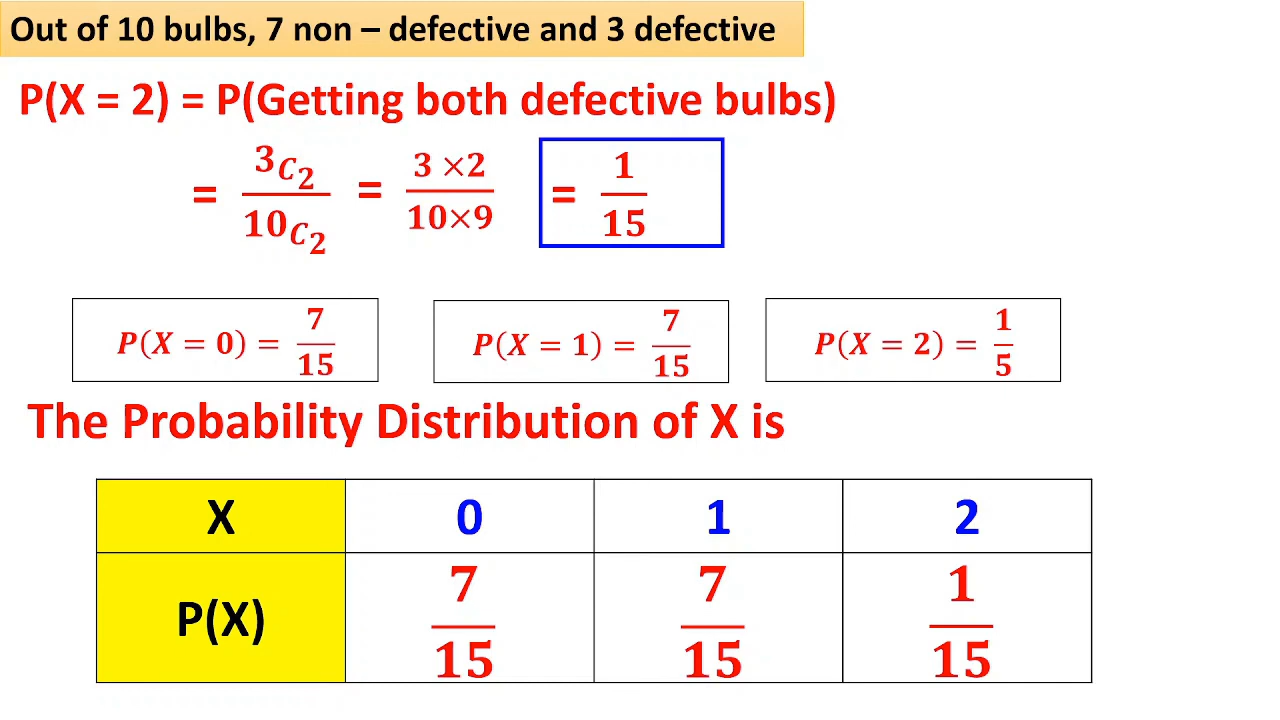 Out of 10 bulbs, 7 non – defective and 3 defective
P(X = 2) = P(Getting both defective bulbs)
= 3C2 / 10C2 = 3 ×2 / 10×9 = 1 / 15
P(X = 0) = 7/15 P(X = 1) = 7/15 P(X = 2) = 1/5
The Probability Distribution of X is
X 0 1 2
P(X) 7/15 7/15 1/15